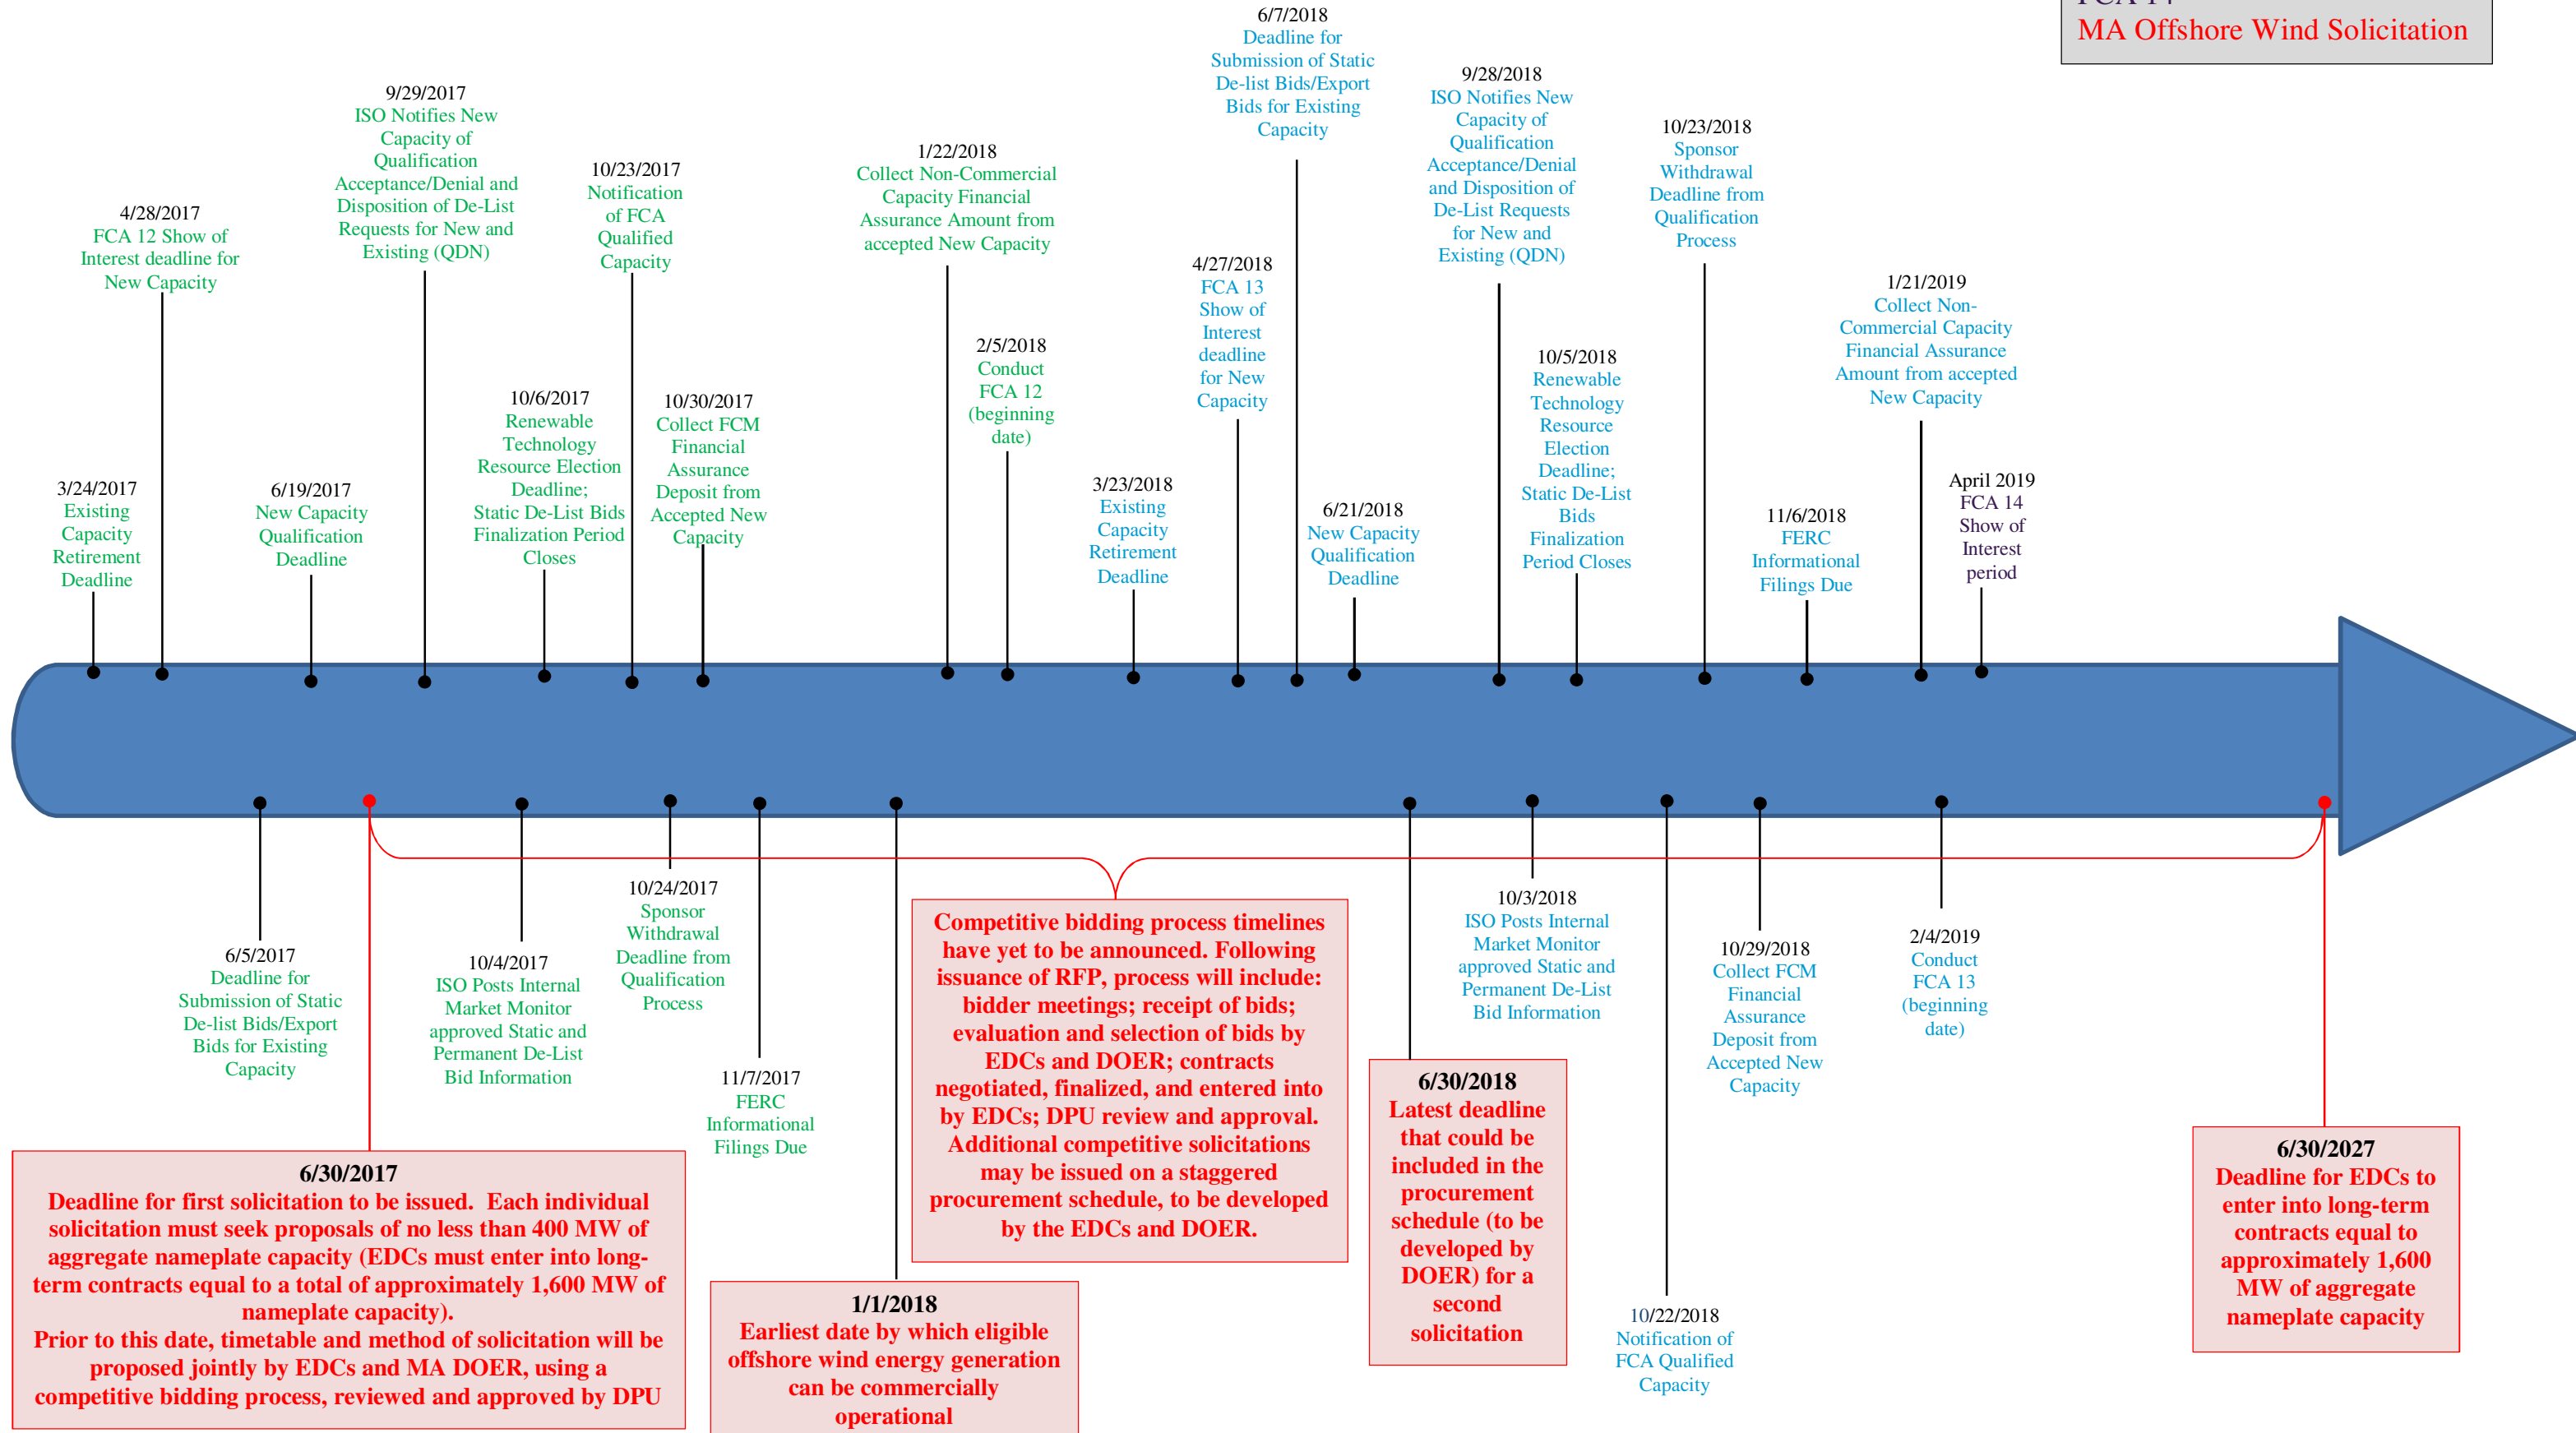 FCA 14
MA Offshore Wind Solicitation
6/7/2018
Deadline for
Submission of Static
De-list Bids/Export
Bids for Existing
Capacity
9/28/2018
ISO Notifies New
Capacity of
Qualification
Acceptance/Denial
and Disposition of
De-List Requests
for New and
Existing (QDN)
9/29/2017
ISO Notifies New
Capacity of
Qualification
Acceptance/Denial and
Disposition of De-List
Requests for New and
Existing (QDN)
10/23/2018
Sponsor
Withdrawal
Deadline from
Qualification
Process
1/22/2018
Collect Non-Commercial
Capacity Financial
Assurance Amount from
accepted New Capacity
10/23/2017
Notification
of FCA
Qualified
Capacity
4/28/2017
FCA 12 Show of
Interest deadline for
New Capacity
4/27/2018
FCA 13
Show of
Interest
deadline
for New
Capacity
1/21/2019
Collect Non-
Commercial Capacity
Financial Assurance
Amount from accepted
New Capacity
2/5/2018
Conduct
FCA 12
(beginning
date)
10/5/2018
Renewable
Technology
Resource
Election
Deadline;
Static De-List
Bids
Finalization
Period Closes
10/6/2017
Renewable
Technology
Resource Election
Deadline;
Static De-List Bids
Finalization Period
Closes
10/30/2017
Collect FCM
Financial
Assurance
Deposit from
Accepted New
Capacity
3/24/2017
Existing
Capacity
Retirement
Deadline
6/19/2017
New Capacity
Qualification
Deadline
3/23/2018
Existing
Capacity
Retirement
Deadline
6/21/2018
New Capacity
Qualification
Deadline
11/6/2018
FERC
Informational
Filings Due
April 2019
FCA 14
Show of
Interest
period
6/5/2017
Deadline for
Submission of Static
De-list Bids/Export
Bids for Existing
Capacity
10/4/2017
ISO Posts Internal
Market Monitor
approved Static and
Permanent De-List
Bid Information
10/24/2017
Sponsor
Withdrawal
Deadline from
Qualification
Process
11/7/2017
FERC
Informational
Filings Due
Competitive bidding process timelines
have yet to be announced. Following
issuance of RFP, process will include:
bidder meetings; receipt of bids;
evaluation and selection of bids by
EDCs and DOER; contracts
negotiated, finalized, and entered into
by EDCs; DPU review and approval.
Additional competitive solicitations
may be issued on a staggered
procurement schedule, to be developed
by the EDCs and DOER.
10/3/2018
ISO Posts Internal
Market Monitor
approved Static and
Permanent De-List
Bid Information
10/29/2018
Collect FCM
Financial
Assurance
Deposit from
Accepted New
Capacity
2/4/2019
Conduct
FCA 13
(beginning
date)
6/30/2017
Deadline for first solicitation to be issued.  Each individual
solicitation must seek proposals of no less than 400 MW of
aggregate nameplate capacity (EDCs must enter into long-
term contracts equal to a total of approximately 1,600 MW of
nameplate capacity).
Prior to this date, timetable and method of solicitation will be
proposed jointly by EDCs and MA DOER, using a
competitive bidding process, reviewed and approved by DPU
1/1/2018
Earliest date by which eligible
offshore wind energy generation
can be commercially
operational
6/30/2018
Latest deadline
that could be
included in the
procurement
schedule (to be
developed by
DOER) for a
second
solicitation
10/22/2018
Notification of
FCA Qualified
Capacity
6/30/2027
Deadline for EDCs to
enter into long-term
contracts equal to
approximately 1,600
MW of aggregate
nameplate capacity